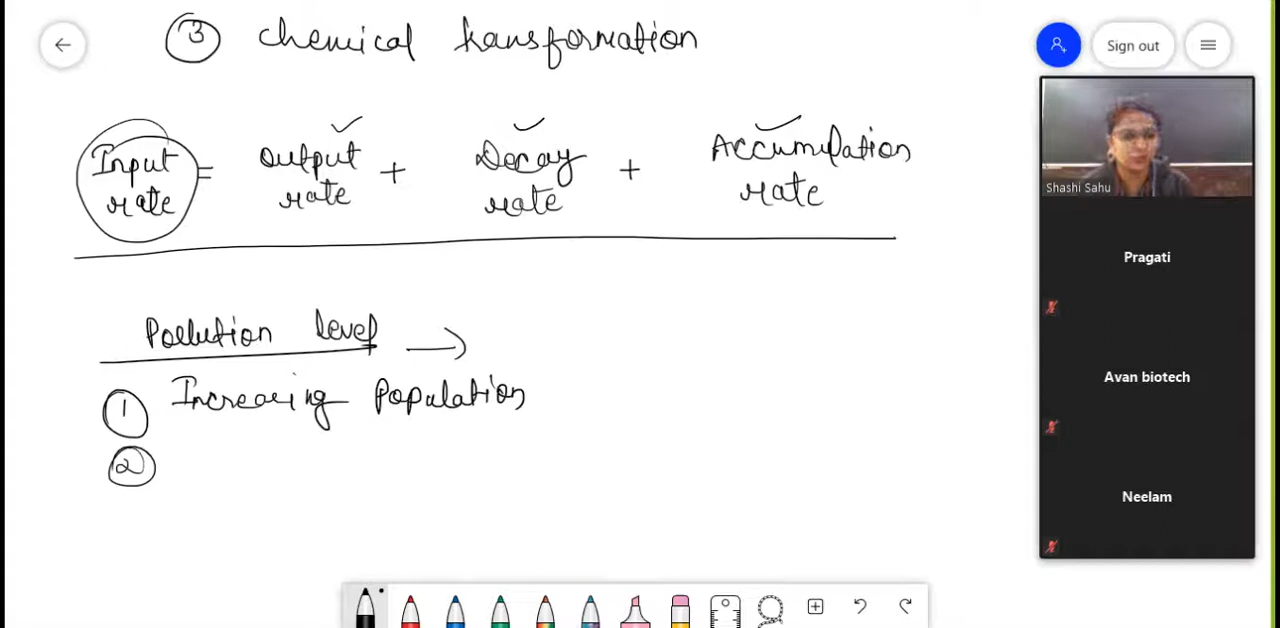 ③ chemical transformation
Sign out
Input rate = output rate + Decay rate + Accumulation rate
Shashi Sahu
Pragati
Pollution level →
Avan biotech
① Increasing Population
②
Neelam